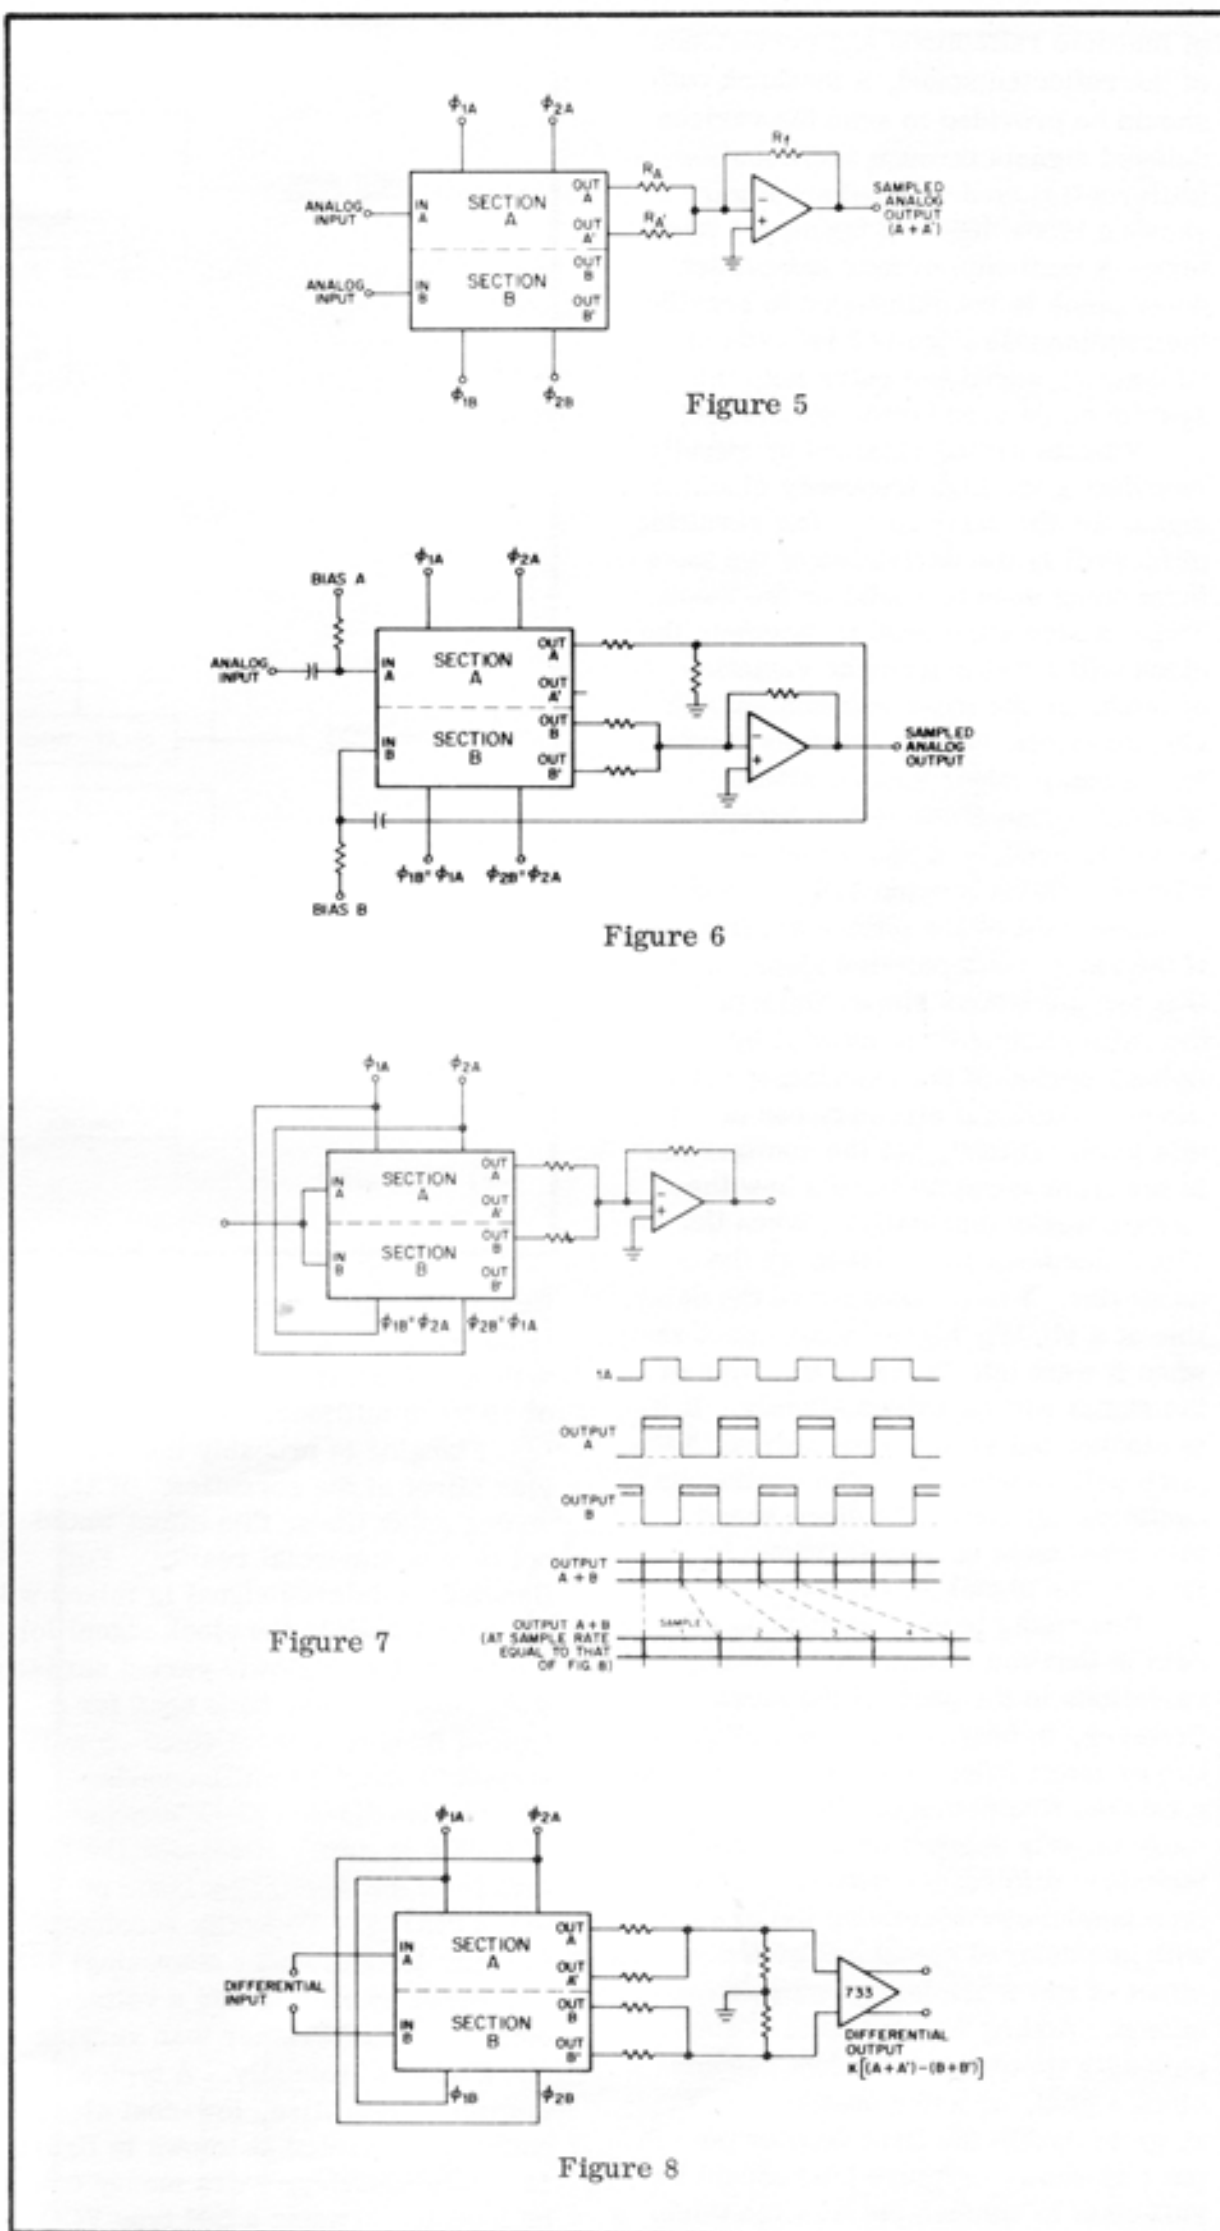 ϕ1A
ϕ2A
ANALOG
INPUT
IN
A
SECTION
A
OUT
A
OUT
A'
RA
RA'
Rf
−
+
SAMPLED
ANALOG
OUTPUT
(A + A')
ANALOG
INPUT
IN
B
SECTION
B
OUT
B
OUT
B'
ϕ1B
ϕ2B
Figure 5
ϕ1A
ϕ2A
BIAS A
ANALOG
INPUT
IN
A
SECTION
A
OUT
A
OUT
A'
IN
B
SECTION
B
OUT
B
OUT
B'
−
+
SAMPLED
ANALOG
OUTPUT
ϕ1B=ϕ1A
ϕ2B=ϕ2A
BIAS B
Figure 6
ϕ1A
ϕ2A
IN
A
SECTION
A
OUT
A
OUT
A'
IN
B
SECTION
B
OUT
B
OUT
B'
−
+
ϕ1B=ϕ2A
ϕ2B=ϕ1A
1A
OUTPUT
A
OUTPUT
B
OUTPUT
A + B
OUTPUT A + B
(AT SAMPLE RATE
EQUAL TO THAT
OF FIG. 8)
SAMPLE
1
2
3
4
Figure 7
ϕ1A
ϕ2A
DIFFERENTIAL
INPUT
IN
A
SECTION
A
OUT
A
OUT
A'
IN
B
SECTION
B
OUT
B
OUT
B'
733
DIFFERENTIAL
OUTPUT
K[(A+A')−(B+B')]
ϕ1B
ϕ2B
Figure 8